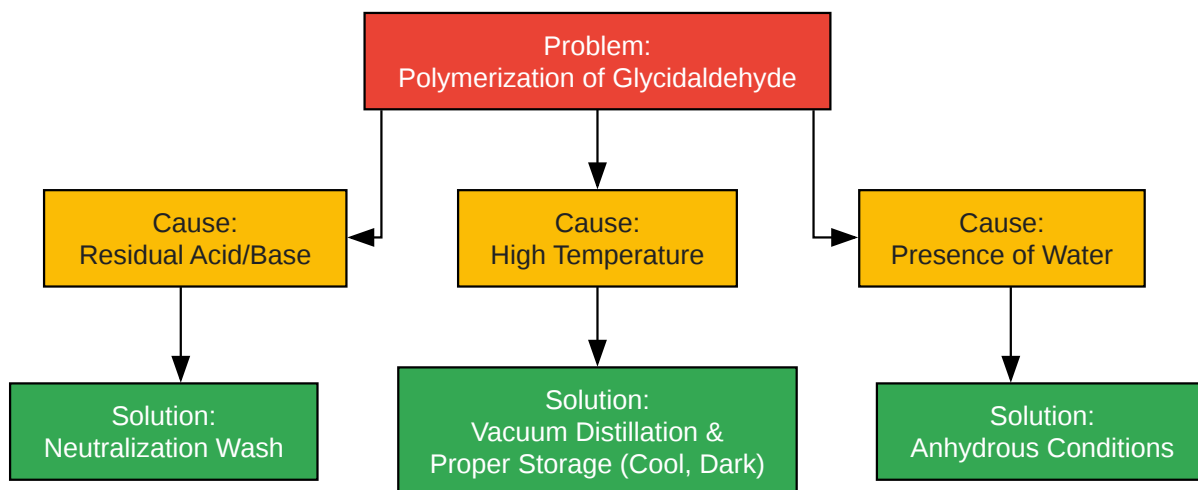 Problem:
Polymerization of Glycidaldehyde
Cause:
Residual Acid/Base
Cause:
High Temperature
Cause:
Presence of Water
Solution:
Neutralization Wash
Solution:
Vacuum Distillation &
Proper Storage (Cool, Dark)
Solution:
Anhydrous Conditions